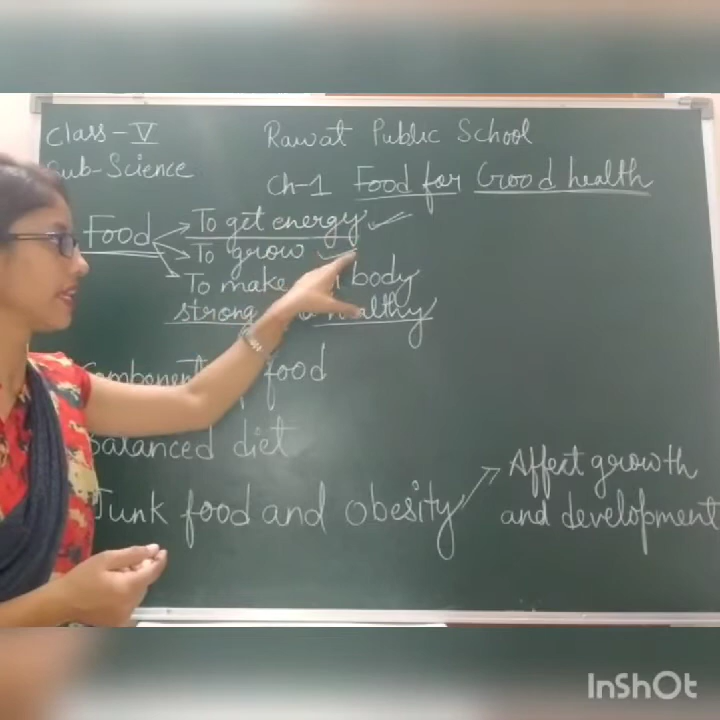 Class-V
Rawat Public School
Sub-Science
Ch-1 Food for Good health
Food
To get energy
To grow
To make body
strong healthy
food
Balanced diet
Junk food and obesity
Affect growth
and development
InShOt